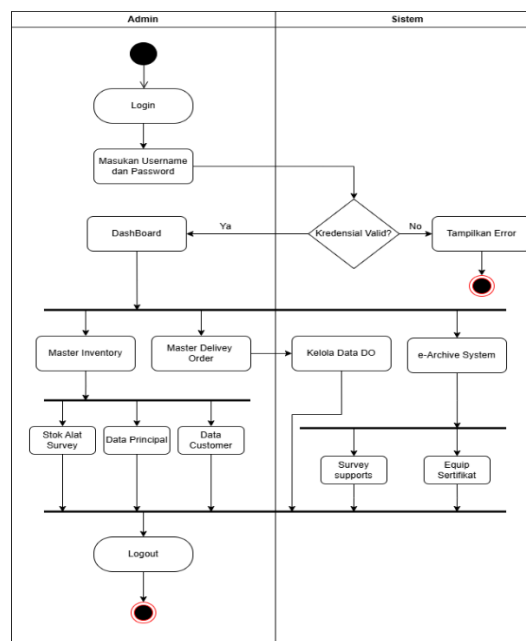 Admin
Sistem
Login
Masukan Username
dan Password
DashBoard
Ya
Kredensial Valid?
No
Tampilkan Error
Master Inventory
Master Delivey
Order
Kelola Data DO
e-Archive System
Stok Alat
Survey
Data Principal
Data
Customer
Survey
supports
Equip
Sertifikat
Logout